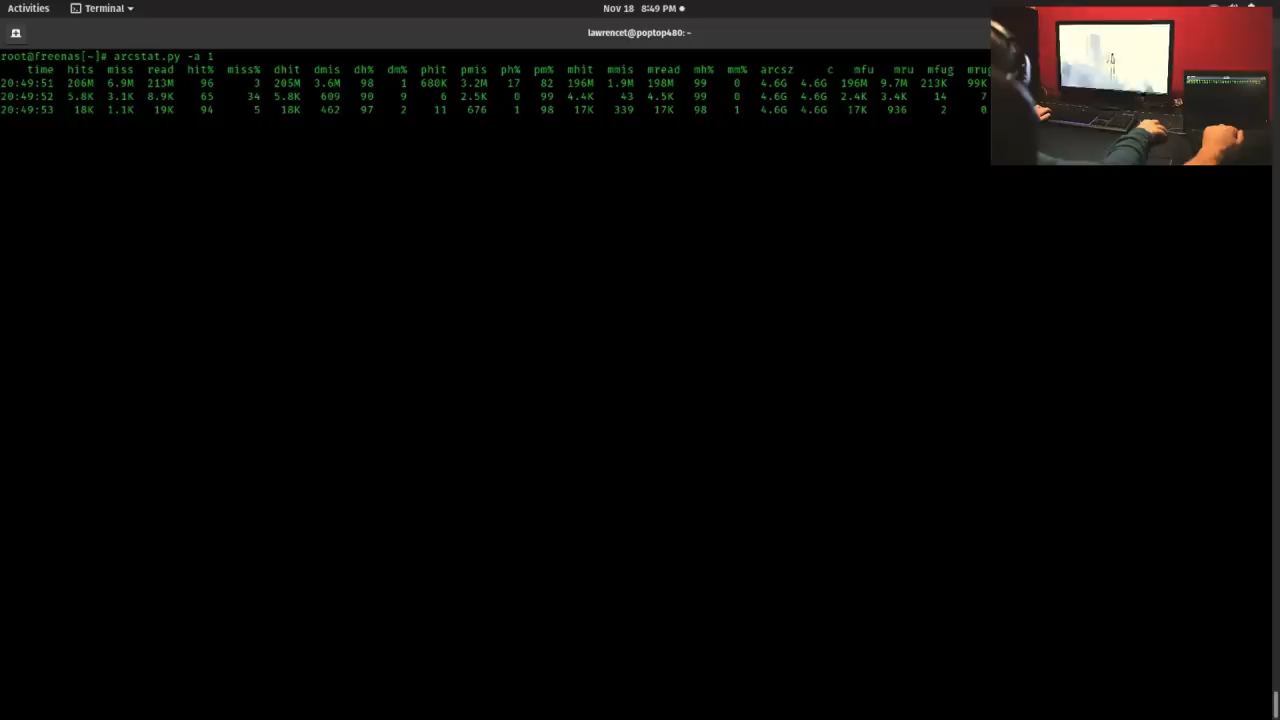 Activities Terminal Nov 18 8:49 PM
lawrencet@poptop480: ~
root@freenas[~]# arcstat.py -a 1
time hits miss read hit% miss% dhit dmis dh% dm% phit pmis ph% pm% mhit mmis mread mh% mm% arcsz c mfu mru mfug mrug
20:49:51 206M 6.9M 213M 96 3 205M 3.6M 98 1 680K 3.2M 17 82 196M 1.9M 198M 99 0 4.6G 4.6G 196M 9.7M 213K 99K
20:49:52 5.8K 3.1K 8.9K 65 34 5.8K 609 90 9 6 2.5K 0 99 4.4K 43 4.5K 99 0 4.6G 4.6G 2.4K 3.4K 14 7
20:49:53 18K 1.1K 19K 94 5 18K 462 97 2 11 676 1 98 17K 339 17K 98 1 4.6G 4.6G 17K 936 2 0